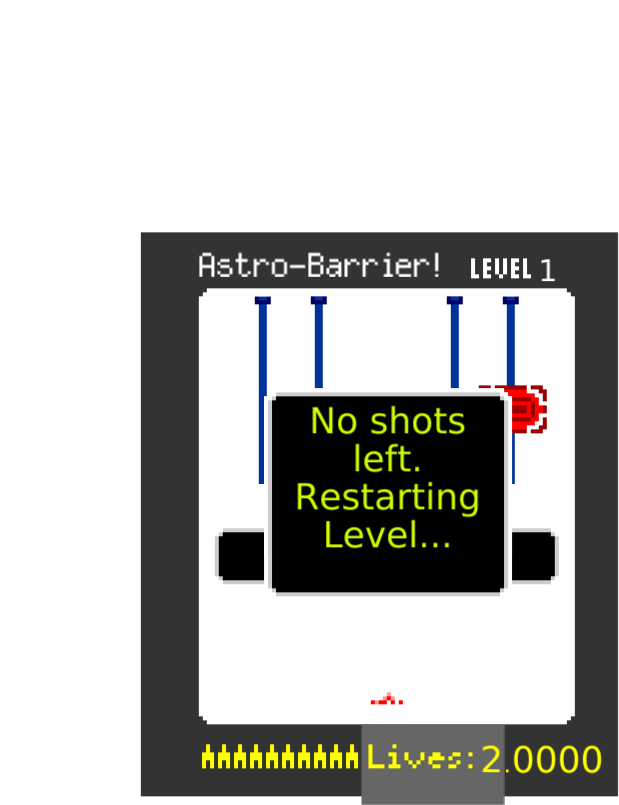 Astro-Barrier! LEVEL 1
No shots
left.
Restarting
Level...
Lives:2.0000